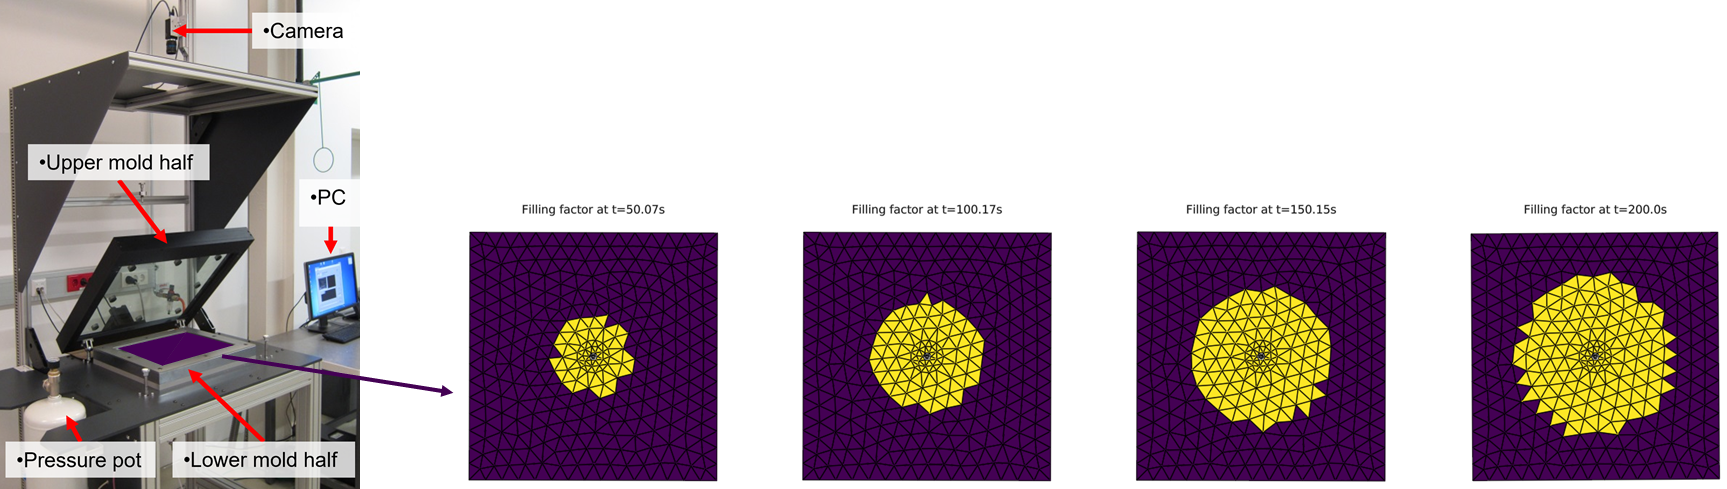 •Camera
•Upper mold half
•PC
•Pressure pot
•Lower mold half
Filling factor at t=50.07s
Filling factor at t=100.17s
Filling factor at t=150.15s
Filling factor at t=200.0s